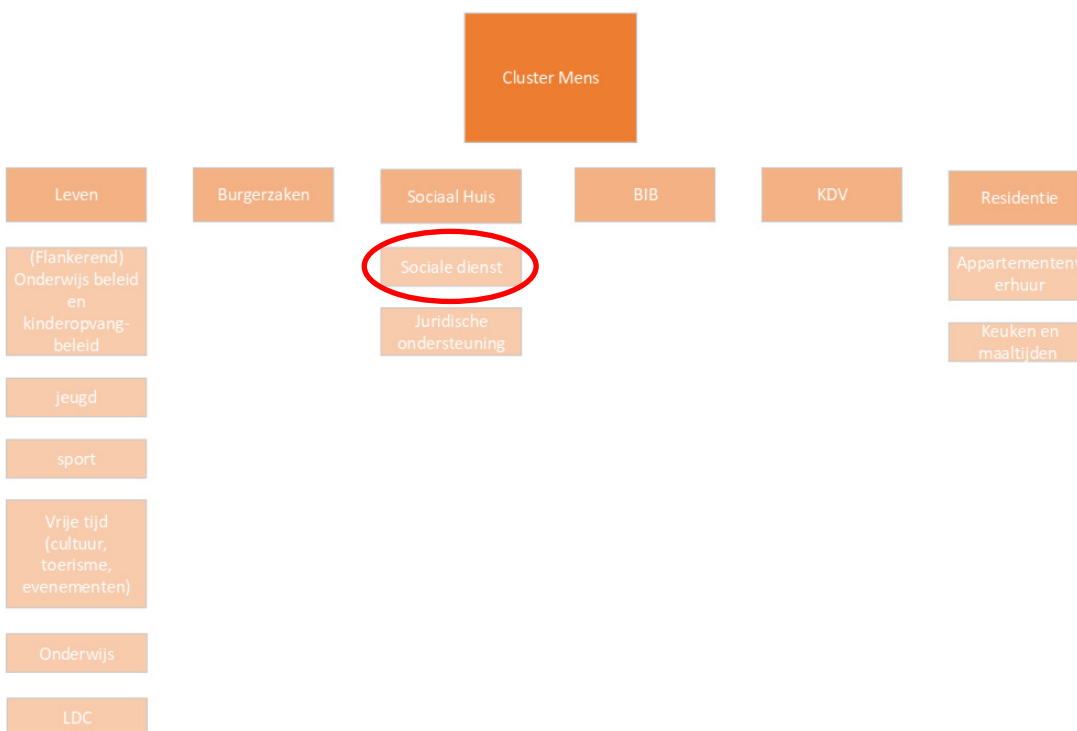 Cluster Mens
Leven
Burgerzaken
Sociaal Huis
BIB
KDV
Residentie
(Flankerend)
Onderwijs beleid
en
kinderopvang-
beleid
Sociale dienst
Appartementenv
erhuur
Juridische
ondersteuning
Keuken en
maaltijden
jeugd
sport
Vrije tijd
(cultuur,
toerisme,
evenementen)
Onderwijs
LDC